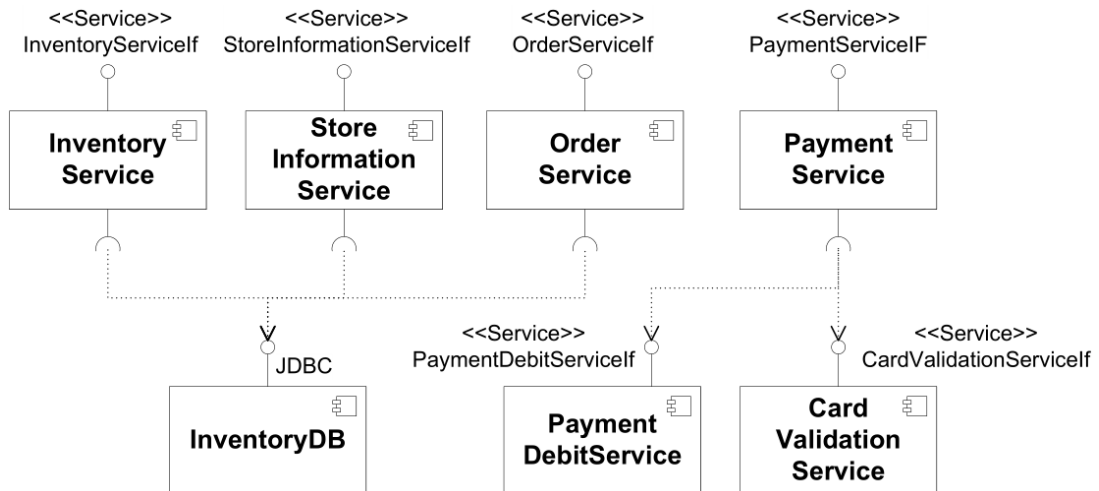 <<Service>>
InventoryServiceIf
<<Service>>
StoreInformationServiceIf
<<Service>>
OrderServiceIf
<<Service>>
PaymentServiceIF
Inventory
Service
Store
Information
Service
Order
Service
Payment
Service
JDBC
<<Service>>
PaymentDebitServiceIf
<<Service>>
CardValidationServiceIf
InventoryDB
Payment
DebitService
Card
Validation
Service